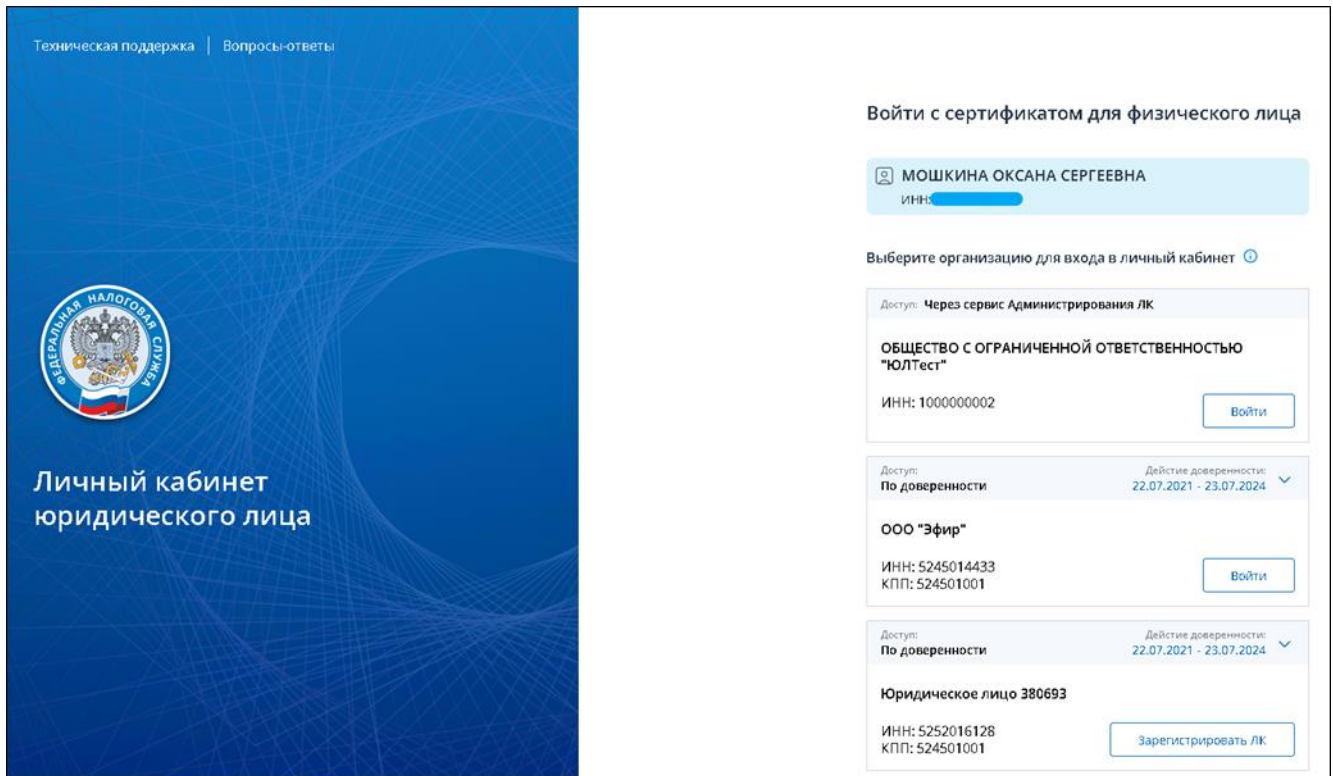 Техническая поддержка | Вопросы-ответы
ФЕДЕРАЛЬНАЯ НАЛОГОВАЯ СЛУЖБА
Личный кабинет
юридического лица
Войти с сертификатом для физического лица
МОШКИНА ОКСАНА СЕРГЕЕВНА
ИНН:
Выберите организацию для входа в личный кабинет
Доступ: Через сервис Администрирования ЛК
ОБЩЕСТВО С ОГРАНИЧЕННОЙ ОТВЕТСТВЕННОСТЬЮ
"ЮЛТест"
ИНН: 1000000002
Войти
Доступ: Действие доверенности:
По доверенности 22.07.2021 - 23.07.2024
ООО "Эфир"
ИНН: 5245014433
КПП: 524501001
Войти
Доступ: Действие доверенности:
По доверенности 22.07.2021 - 23.07.2024
Юридическое лицо 380693
ИНН: 5252016128
КПП: 524501001
Зарегистрировать ЛК